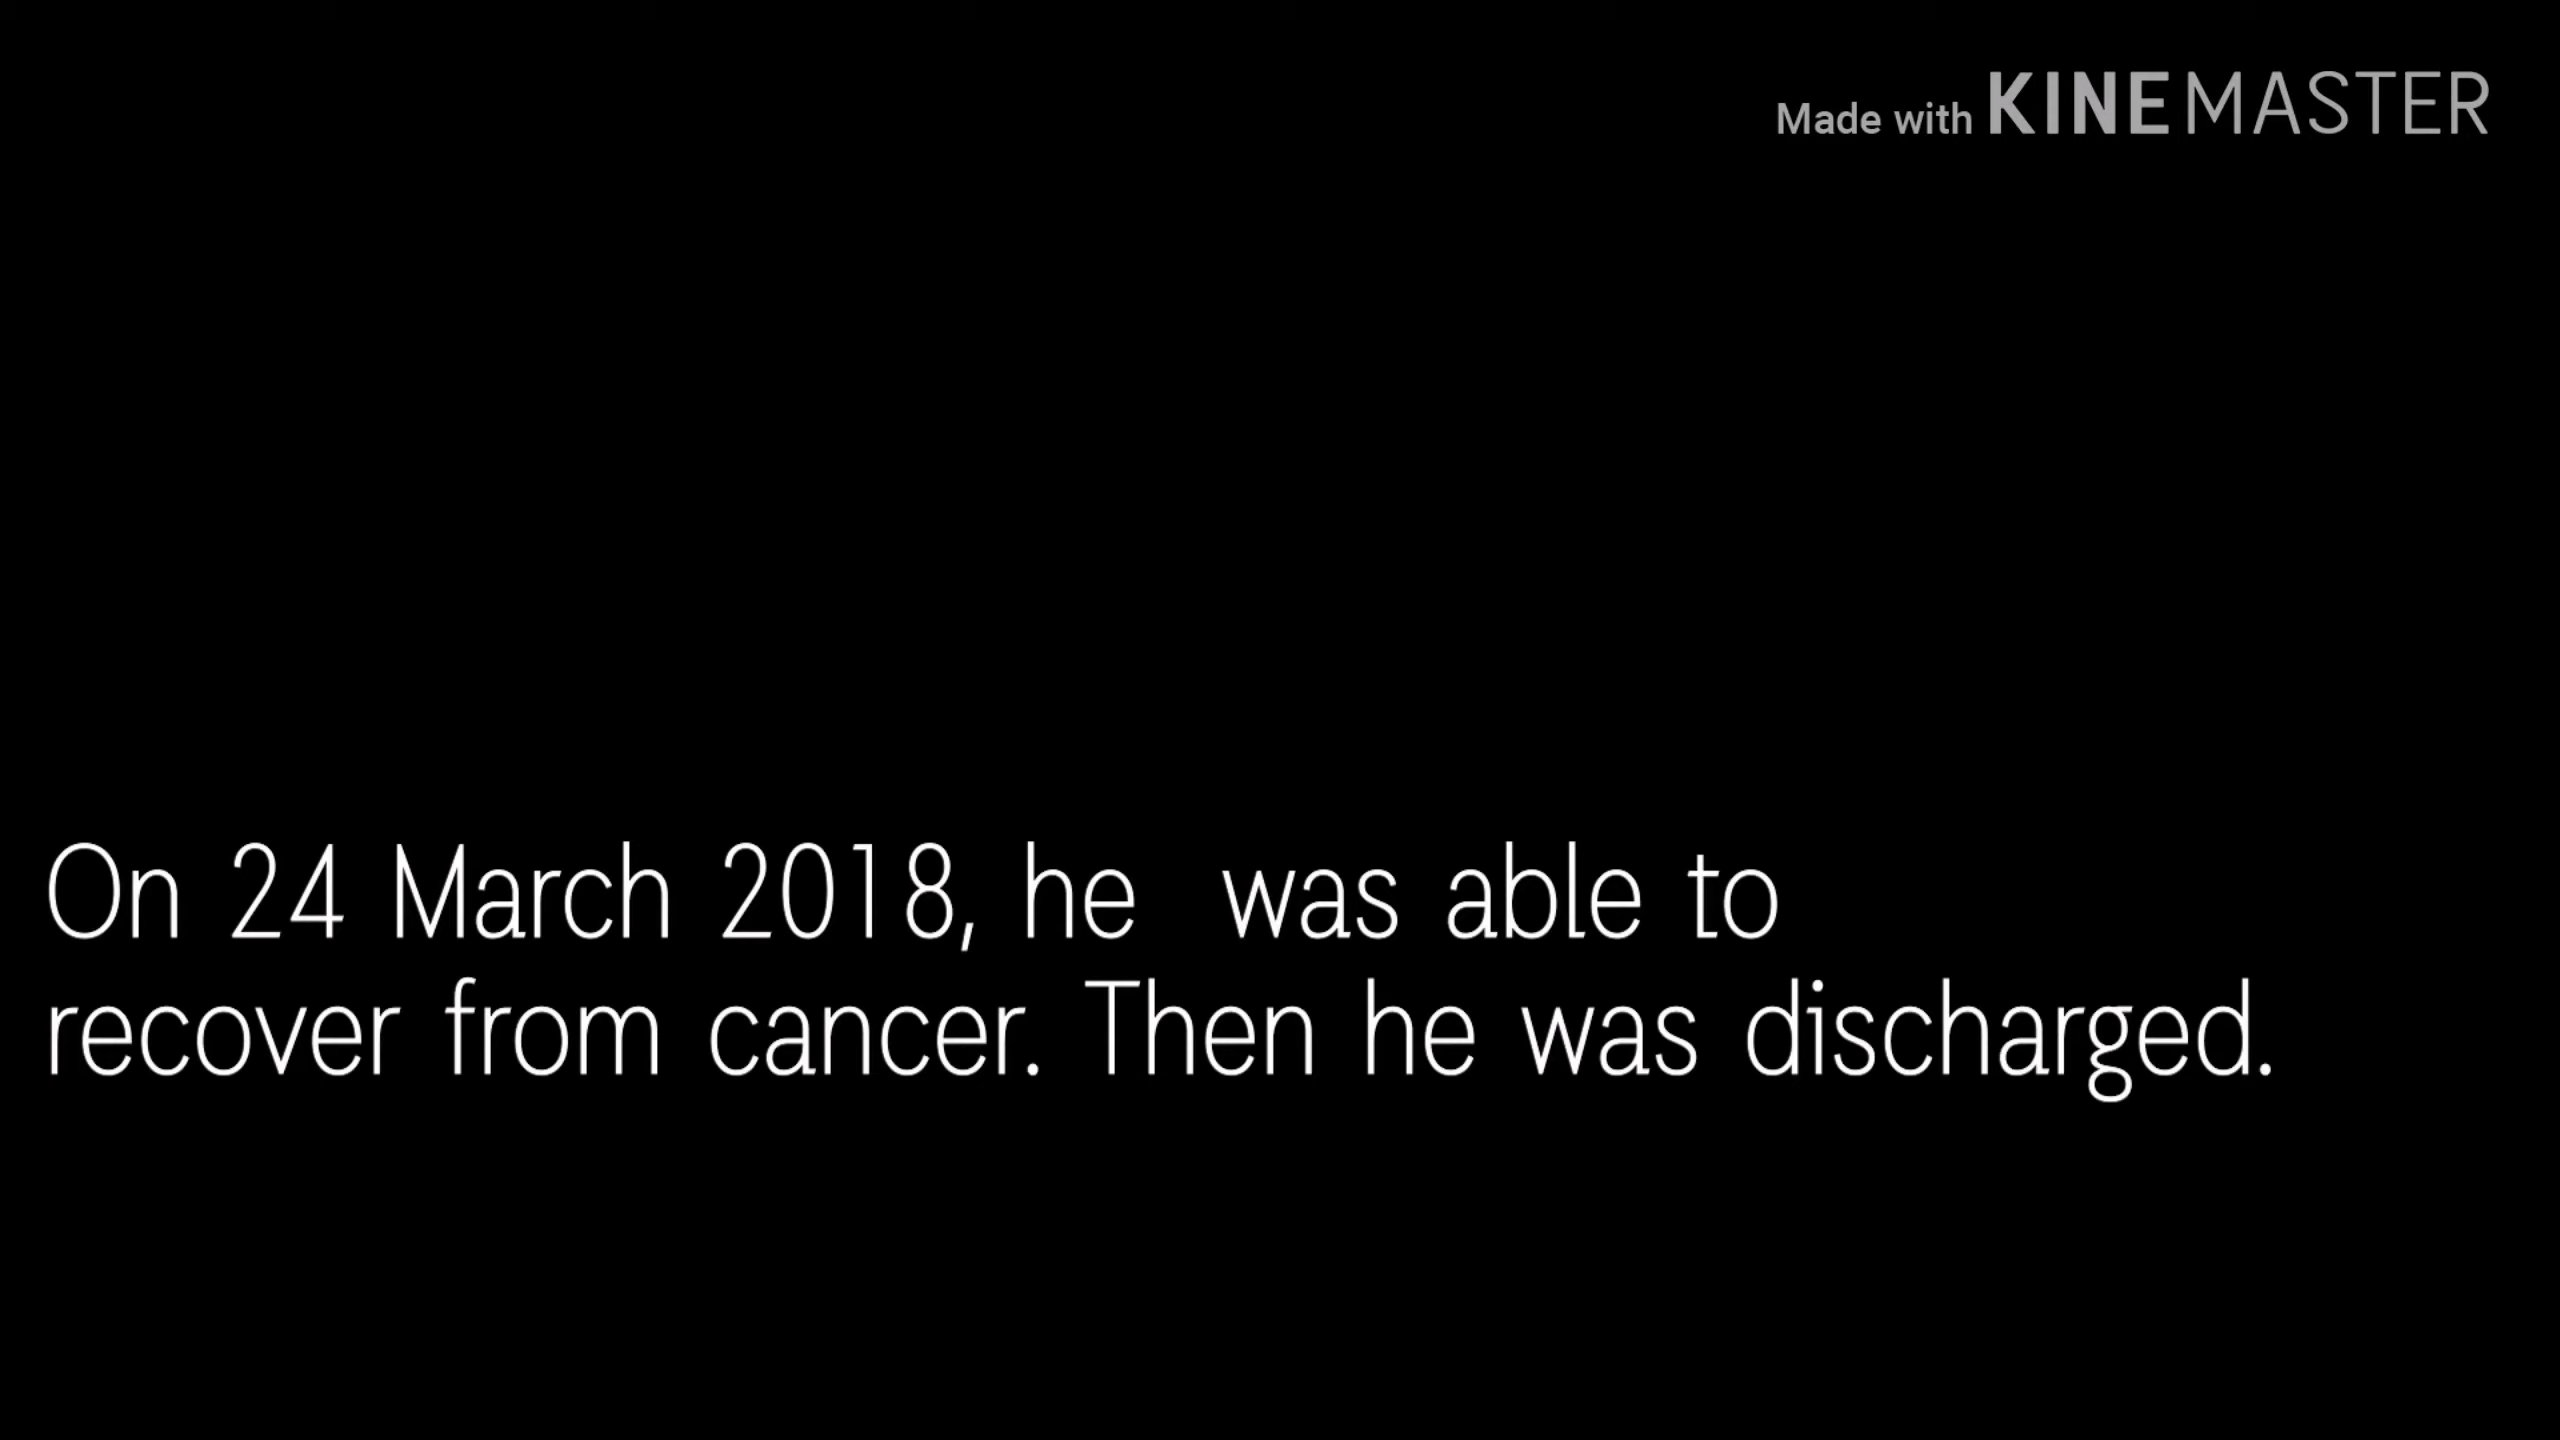 Made with KINEMASTER
On 24 March 2018, he  was able to
recover from cancer. Then he was discharged.